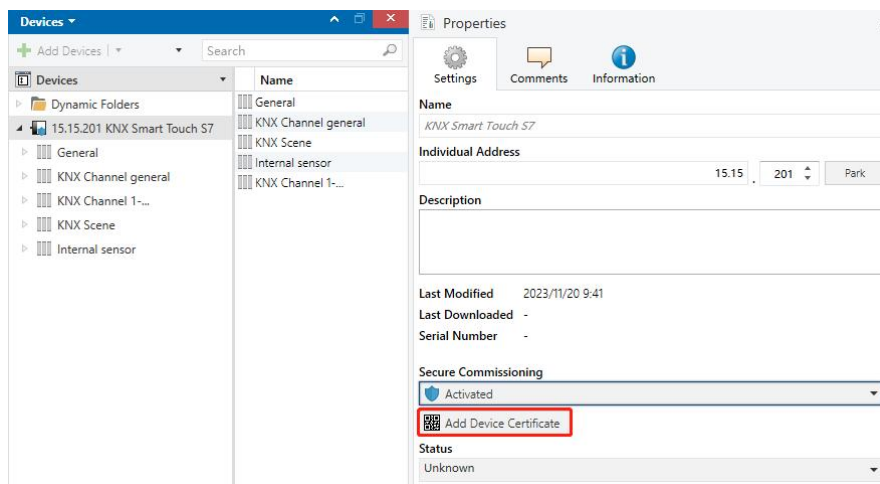 Devices
Add Devices
Search
Devices
Dynamic Folders
15.15.201 KNX Smart Touch S7
General
KNX Channel general
KNX Channel 1-...
KNX Scene
Internal sensor
Name
General
KNX Channel general
KNX Scene
Internal sensor
KNX Channel 1-...
Properties
Settings
Comments
Information
Name
KNX Smart Touch S7
Individual Address
15.15 . 201 Park
Description
Last Modified 2023/11/20 9:41
Last Downloaded -
Serial Number -
Secure Commissioning
Activated
Add Device Certificate
Status
Unknown